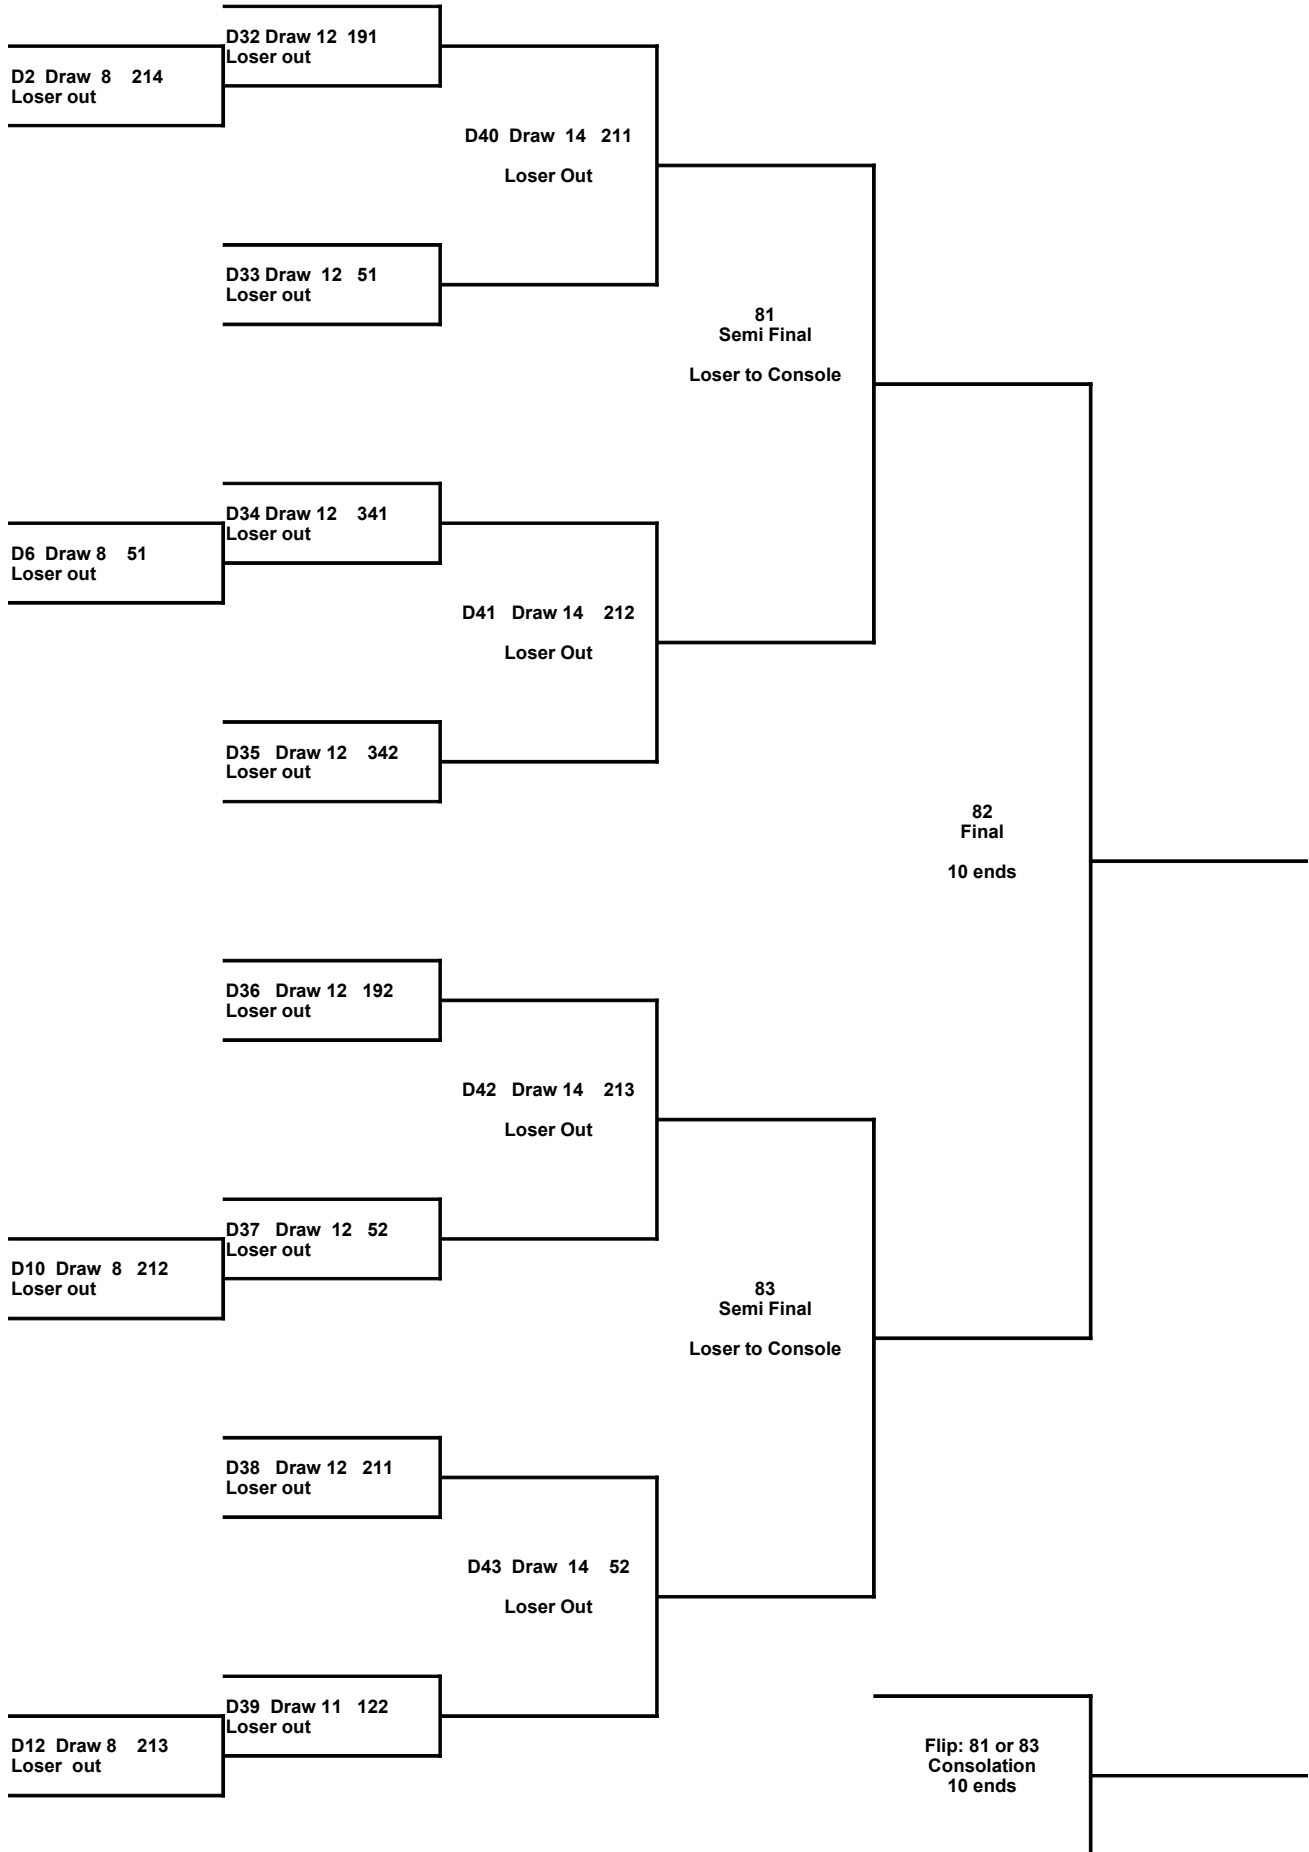 D32 Draw 12 191
Loser out
D2 Draw 8 214
Loser out
D40 Draw 14 211
Loser Out
D33 Draw 12 51
Loser out
81
Semi Final
Loser to Console
D34 Draw 12 341
Loser out
D6 Draw 8 51
Loser out
D41 Draw 14 212
Loser Out
D35 Draw 12 342
Loser out
82
Final
10 ends
D36 Draw 12 192
Loser out
D42 Draw 14 213
Loser Out
D37 Draw 12 52
Loser out
D10 Draw 8 212
Loser out
83
Semi Final
Loser to Console
D38 Draw 12 211
Loser out
D43 Draw 14 52
Loser Out
D39 Draw 11 122
Loser out
D12 Draw 8 213
Loser out
Flip: 81 or 83
Consolation
10 ends